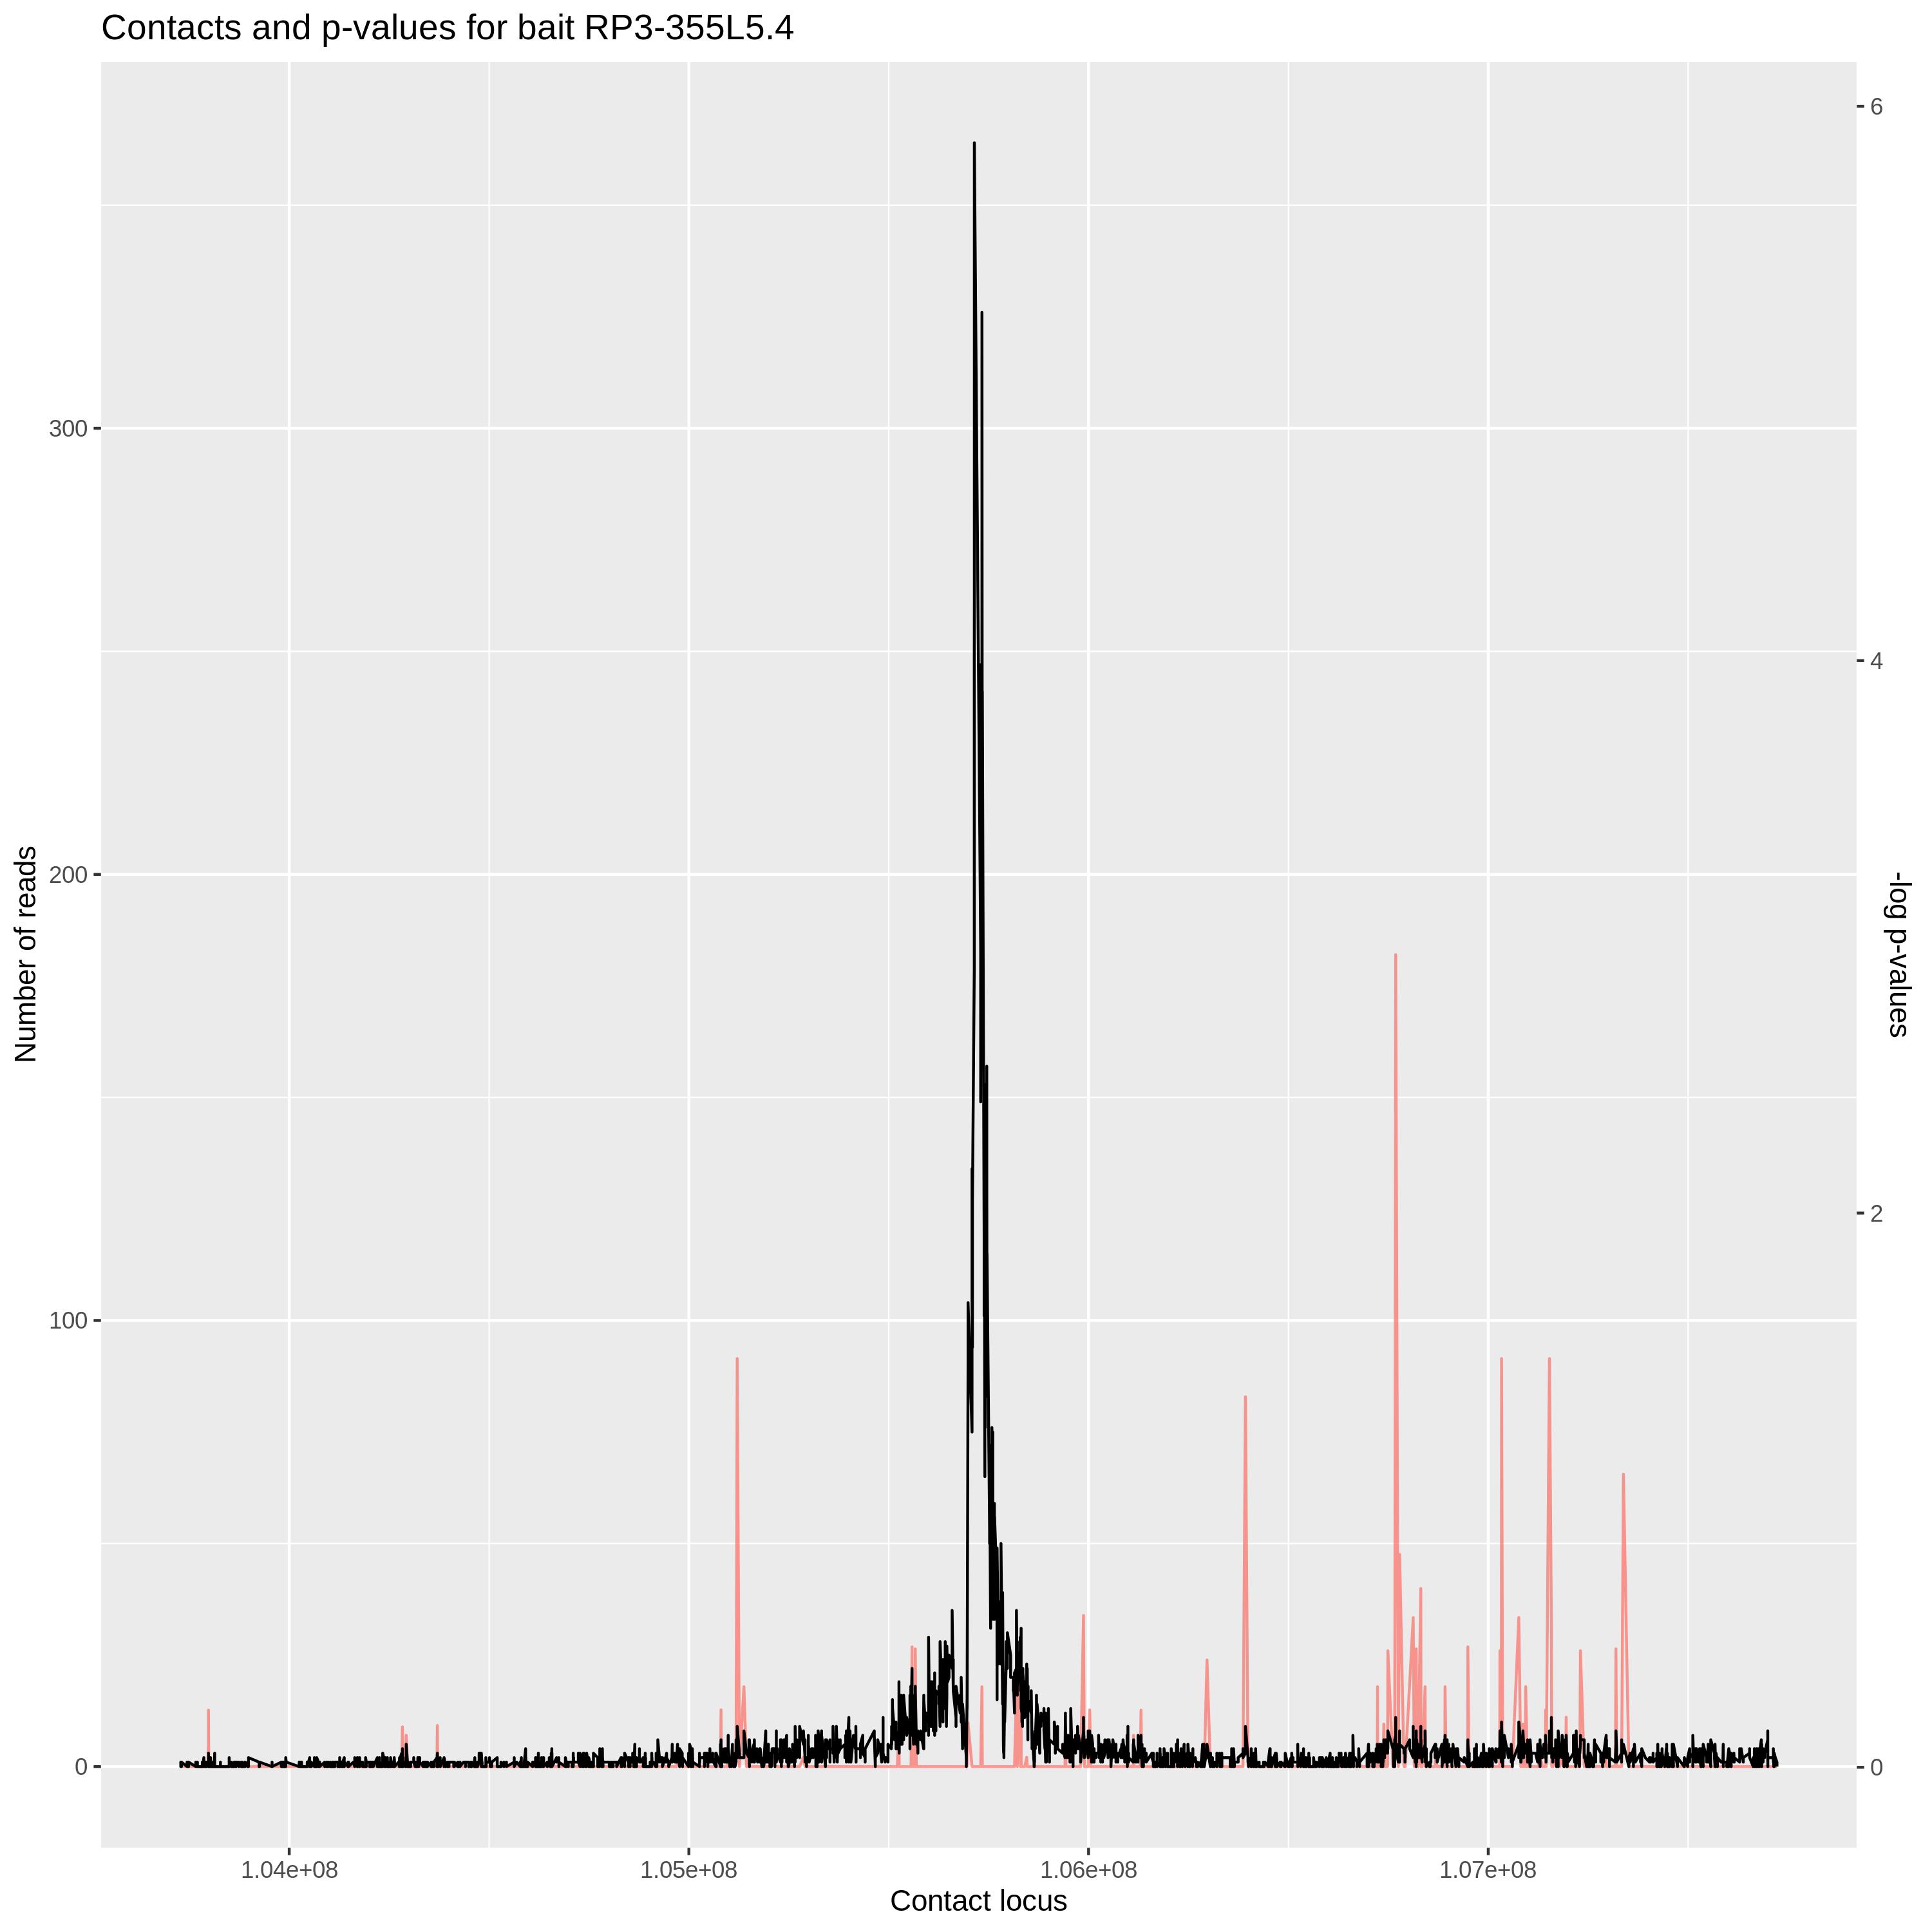 Contacts and p-values for bait RP3-355L5.4
6
300
4
200
Number of reads
-log p-values
2
100
0
0
1.04e+08
1.05e+08
1.06e+08
1.07e+08
Contact locus